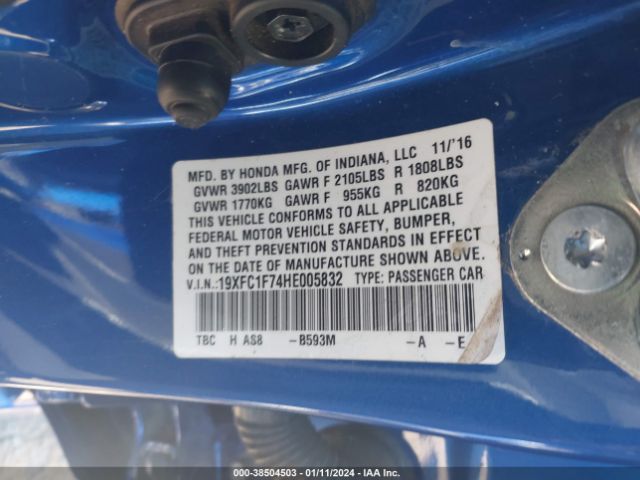 HONDA
MFD. BY HONDA MFG. OF INDIANA, LLC 11/'16
GVWR 3902LBS GAWR F 2105LBS R 1808LBS
GVWR 1770KG GAWR F 955KG R 820KG
THIS VEHICLE CONFORMS TO ALL APPLICABLE
FEDERAL MOTOR VEHICLE SAFETY, BUMPER,
AND THEFT PREVENTION STANDARDS IN EFFECT
ON THE DATE OF MANUFACTURE SHOWN ABOVE.
V.I.N.:19XFC1F74HE005832 TYPE: PASSENGER CAR
TBC H AS8 -B593M -A -E
000-38504503 - 01/11/2024 - IAA Inc.